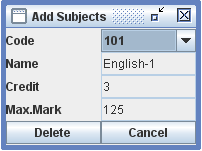 Add Subjects
Code 101
Name English-1
Credit 3
Max.Mark 125
Delete Cancel